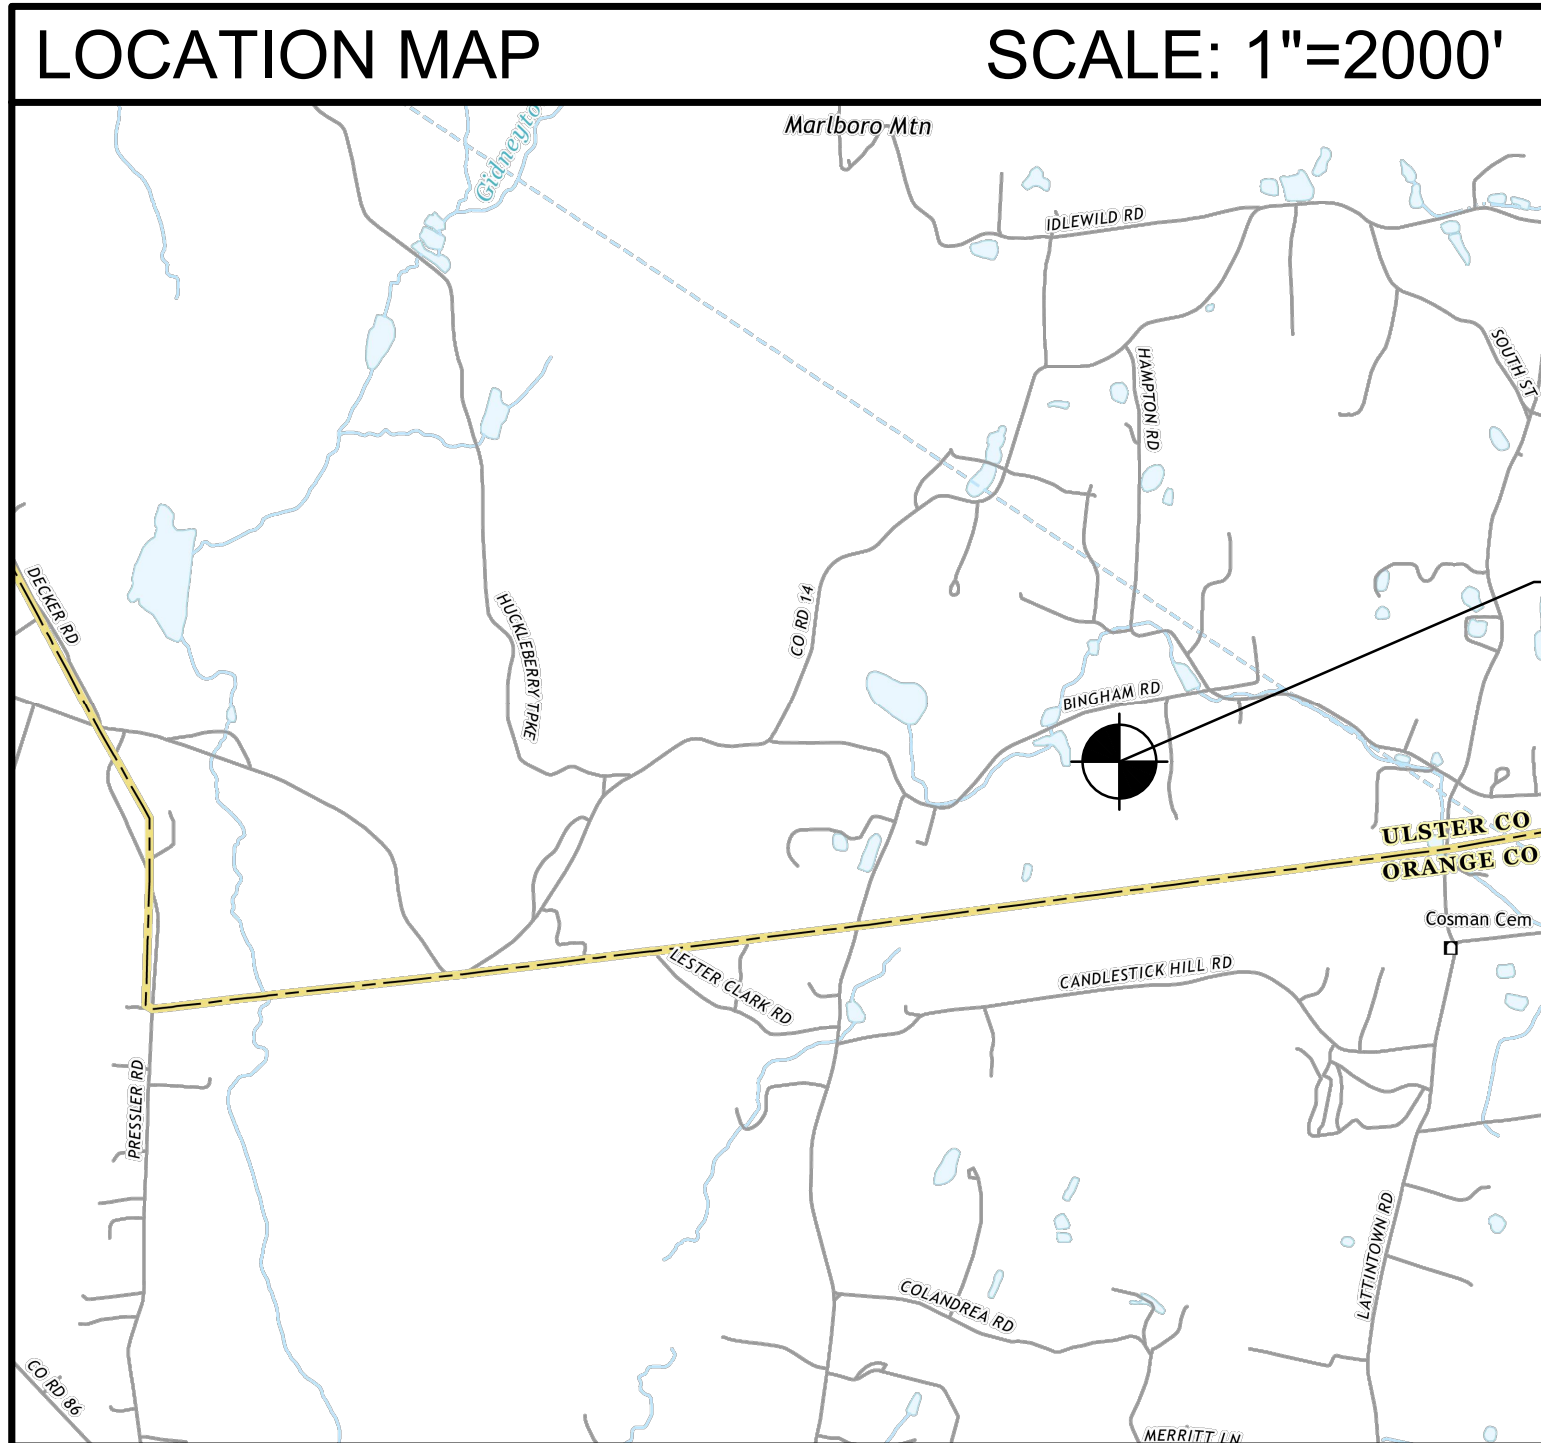 LOCATION MAP
SCALE: 1"=2000'
Marlboro Mtn
IDLEWILD RD
SOUTH ST
HAMPTON RD
DECKER RD
HUCKLEBERRY TPKE
CO RD 14
BINGHAM RD
ULSTER CO
ORANGE CO
Cosman Cem
LESTER CLARK RD
CANDLESTICK HILL RD
PRESSLER RD
LATTINTOWN RD
COLANDREA RD
CO RD 86
MERRITT LN